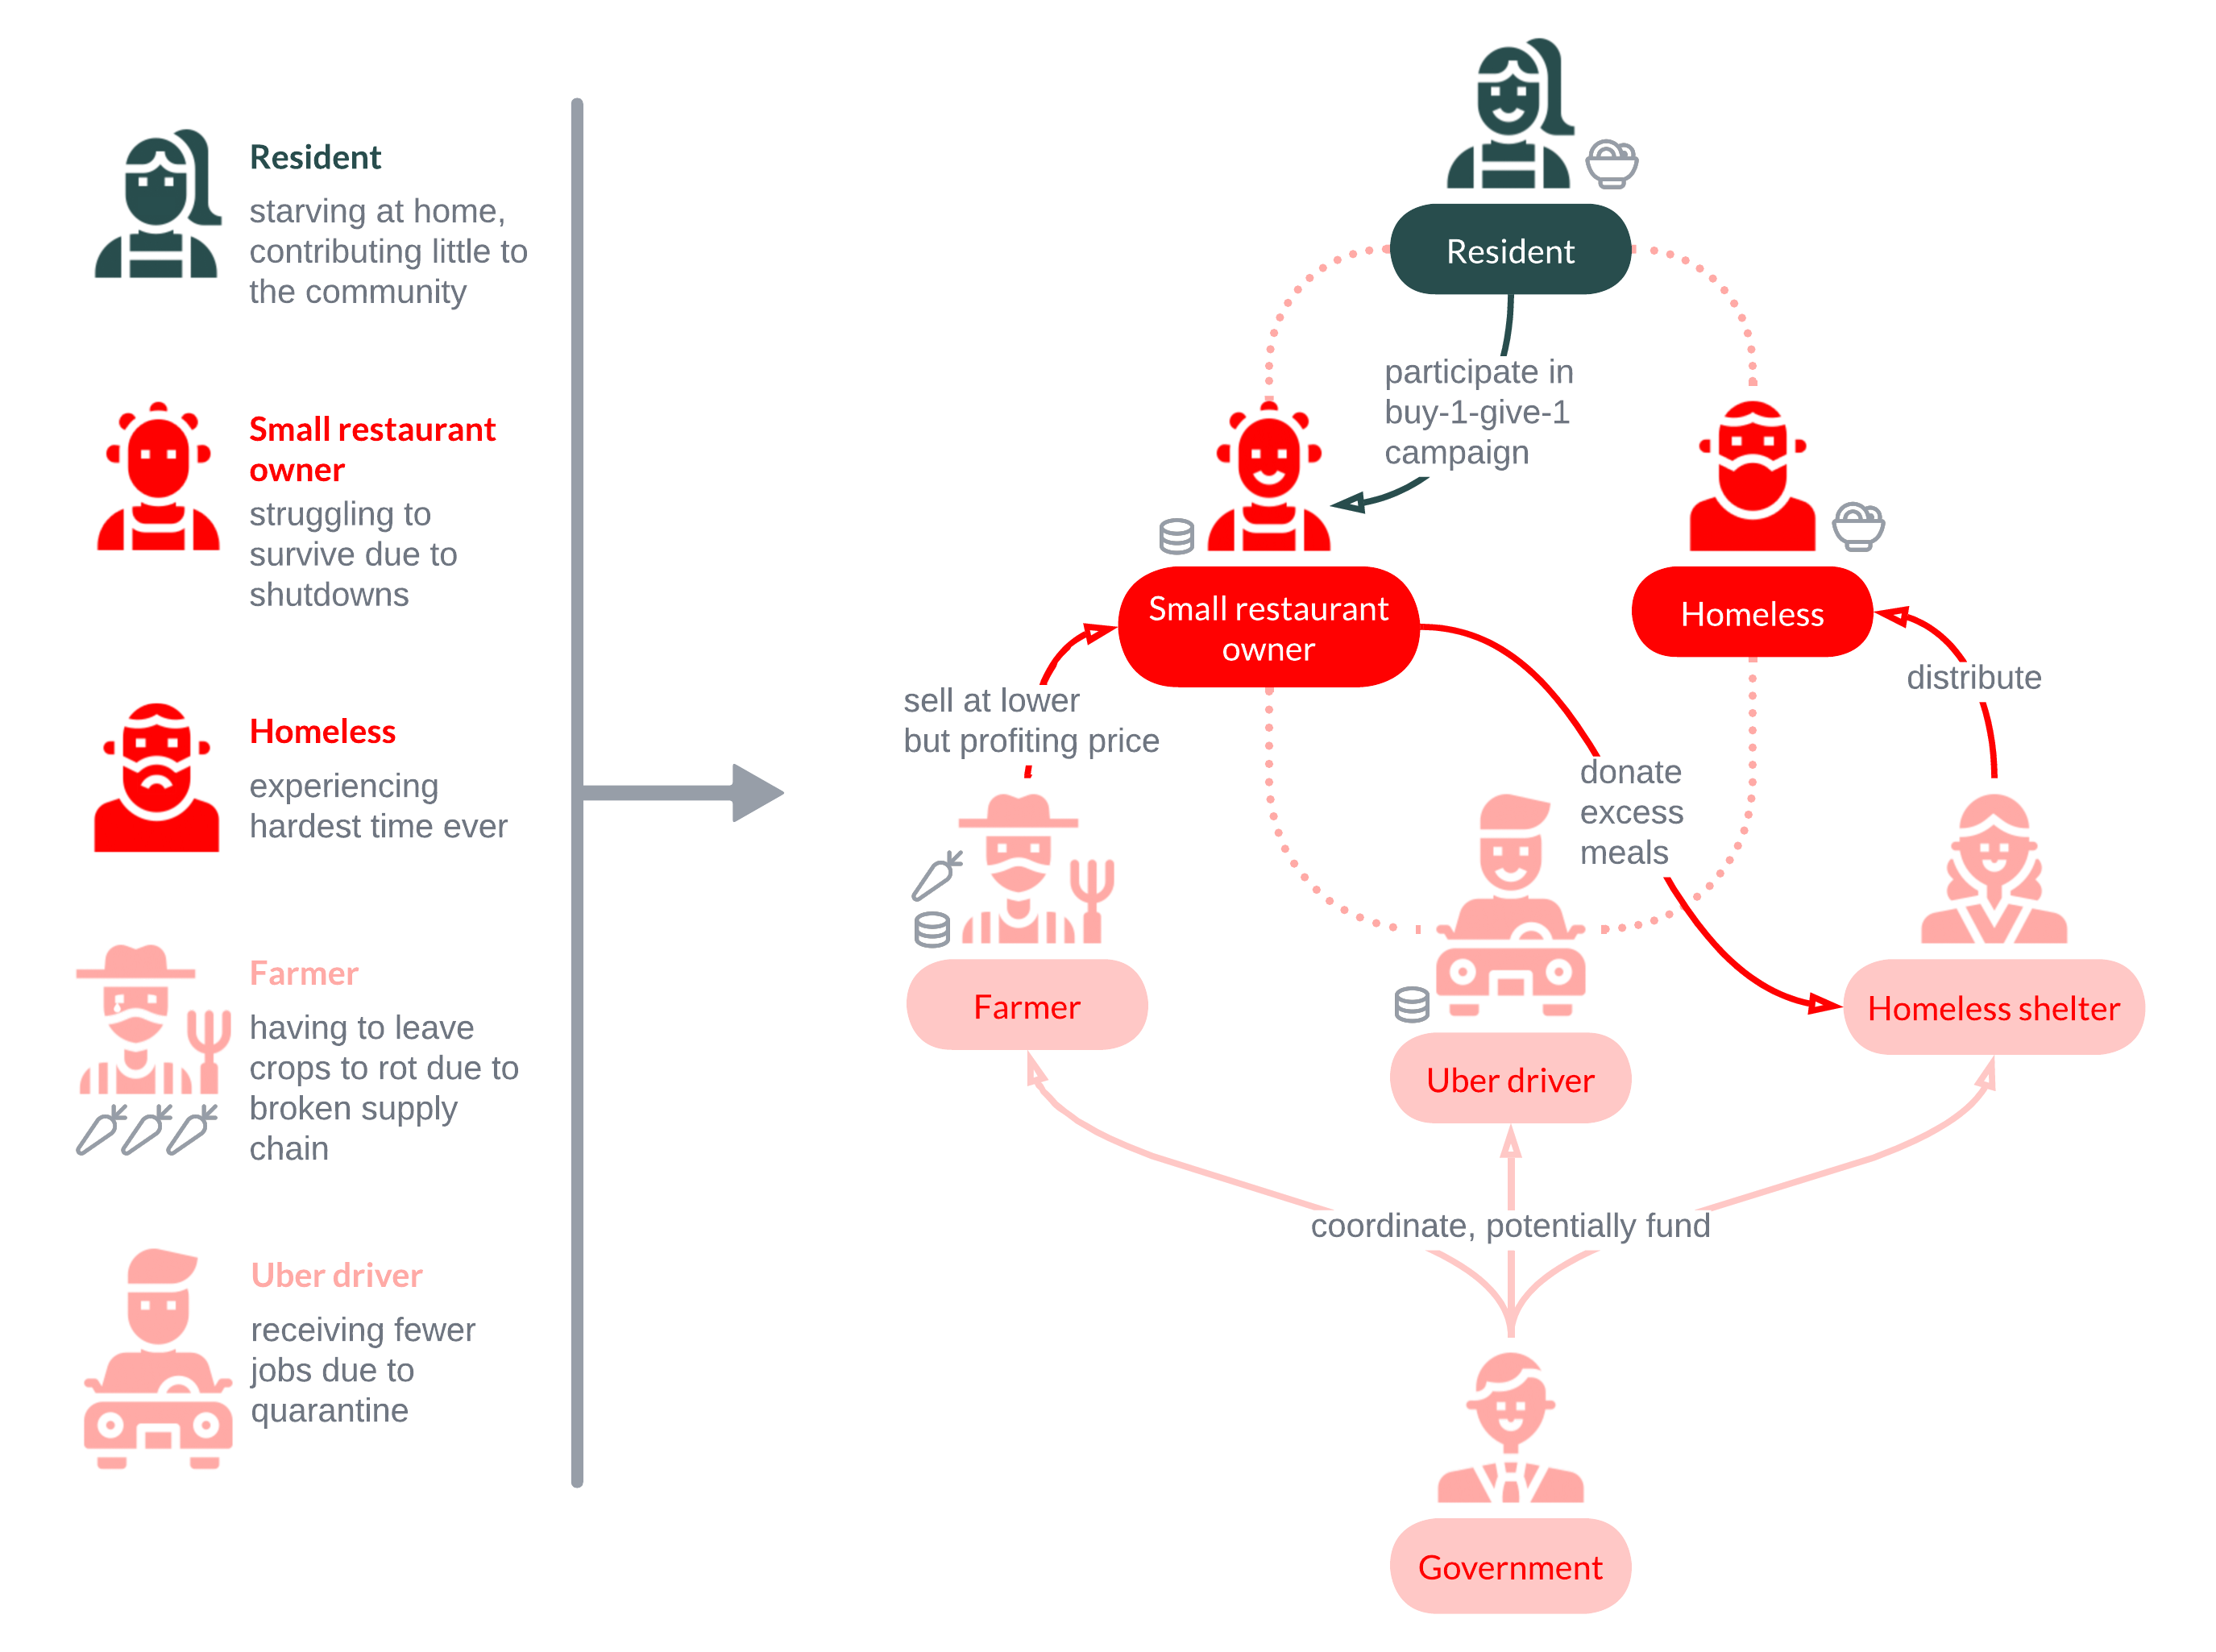 Resident
starving at home,
contributing little to
the community
Small restaurant
owner
struggling to
survive due to
shutdowns
Homeless
experiencing
hardest time ever
Farmer
having to leave
crops to rot due to
broken supply
chain
Uber driver
receiving fewer
jobs due to
quarantine
Resident
participate in
buy-1-give-1
campaign
Small restaurant
owner
Homeless
distribute
sell at lower
but profiting price
donate
excess
meals
Farmer
Uber driver
Homeless shelter
coordinate, potentially fund
Government